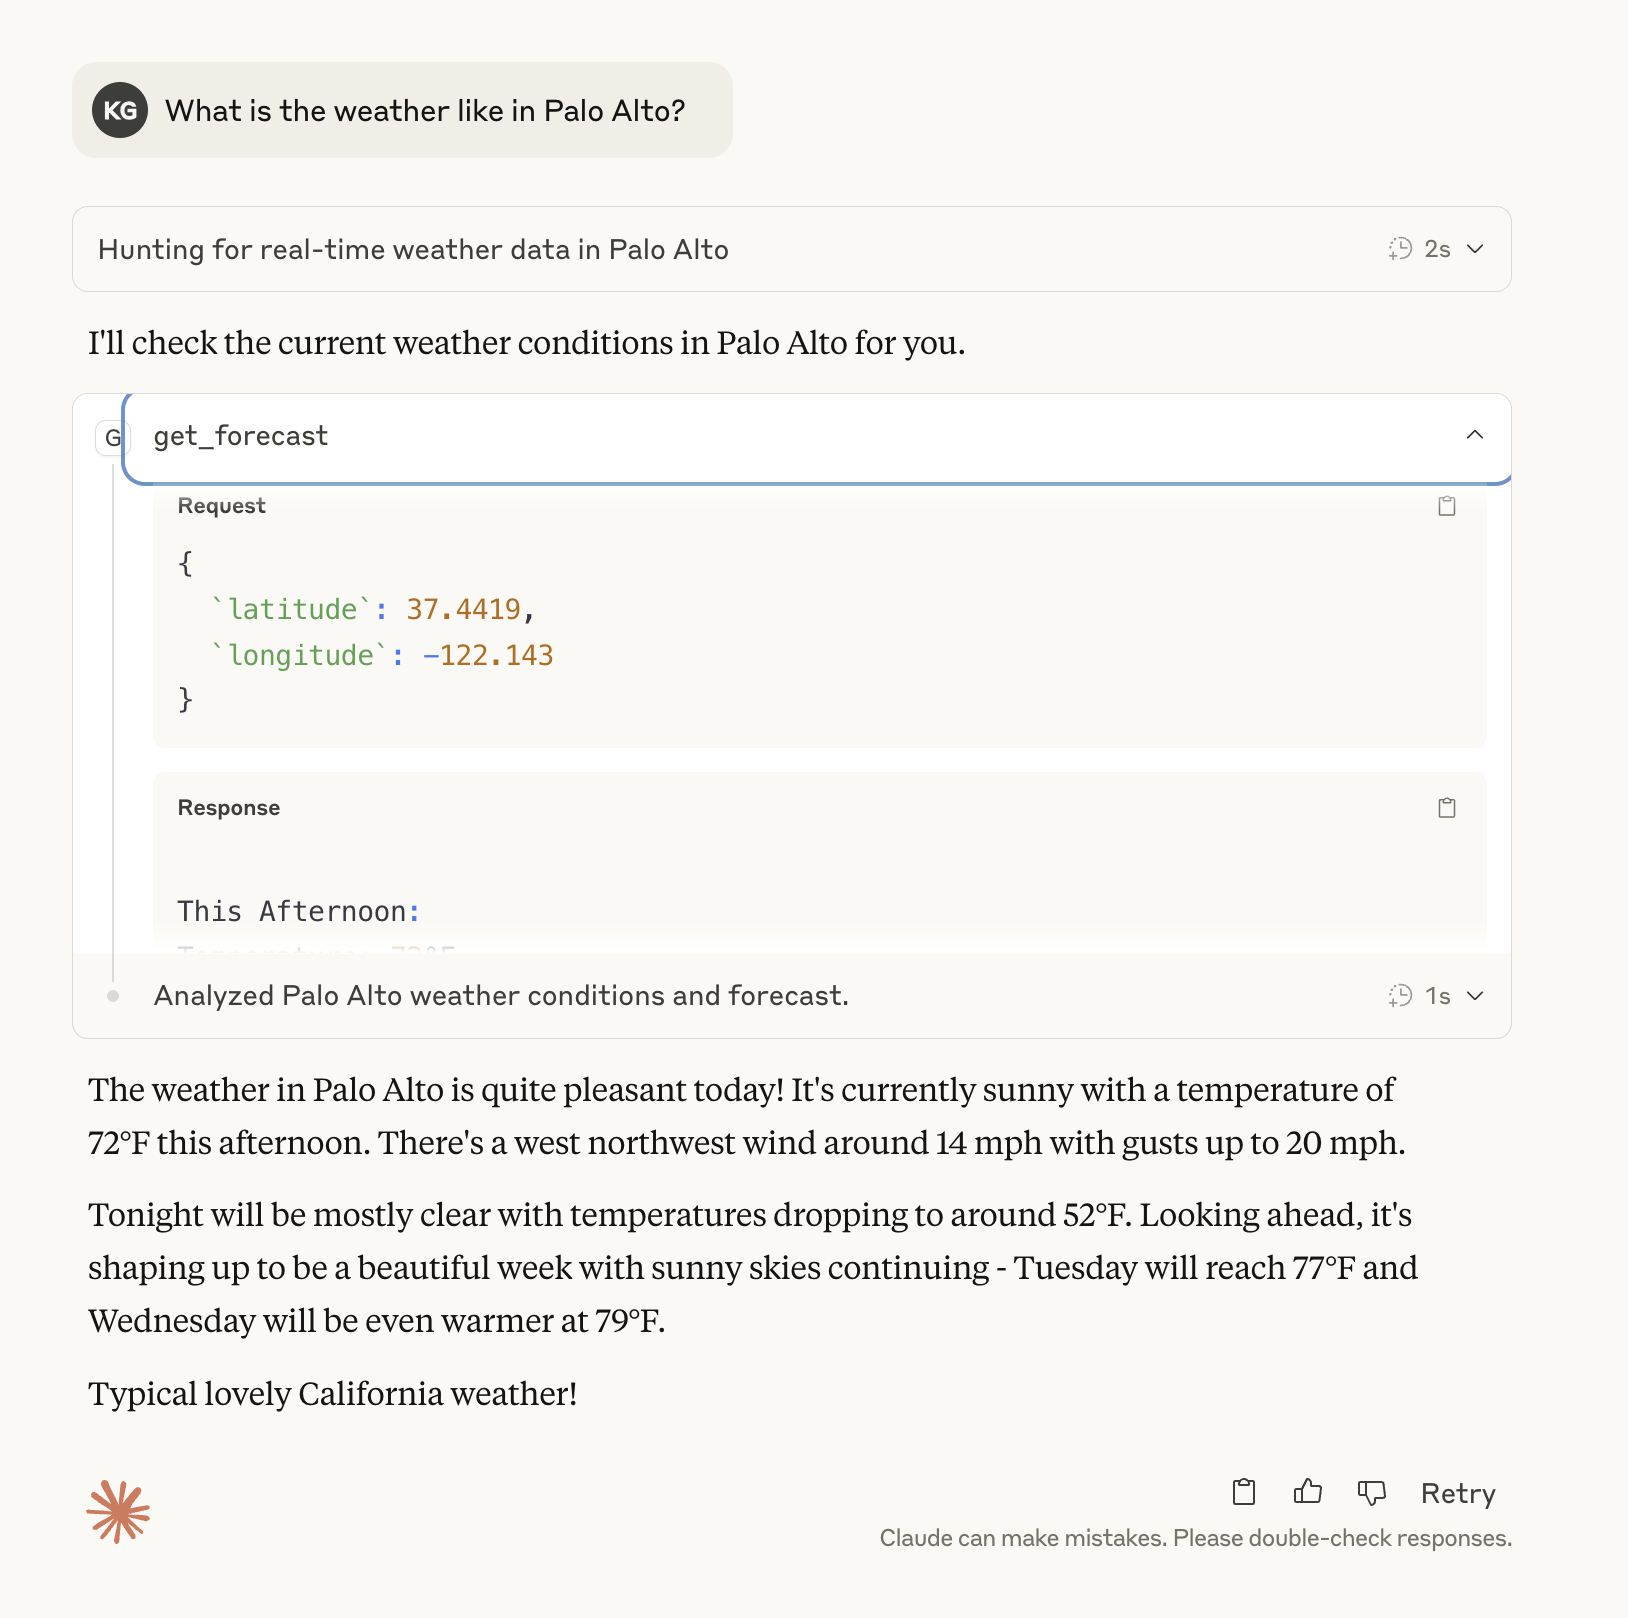 KG What is the weather like in Palo Alto?
Hunting for real-time weather data in Palo Alto 2s
I'll check the current weather conditions in Palo Alto for you.
G get_forecast
Request
{
`latitude`: 37.4419,
`longitude`: -122.143
}
Response
This Afternoon:
Temperature: 72°F
Analyzed Palo Alto weather conditions and forecast. 1s
The weather in Palo Alto is quite pleasant today! It's currently sunny with a temperature of
72°F this afternoon. There's a west northwest wind around 14 mph with gusts up to 20 mph.
Tonight will be mostly clear with temperatures dropping to around 52°F. Looking ahead, it's
shaping up to be a beautiful week with sunny skies continuing - Tuesday will reach 77°F and
Wednesday will be even warmer at 79°F.
Typical lovely California weather!
Retry
Claude can make mistakes. Please double-check responses.